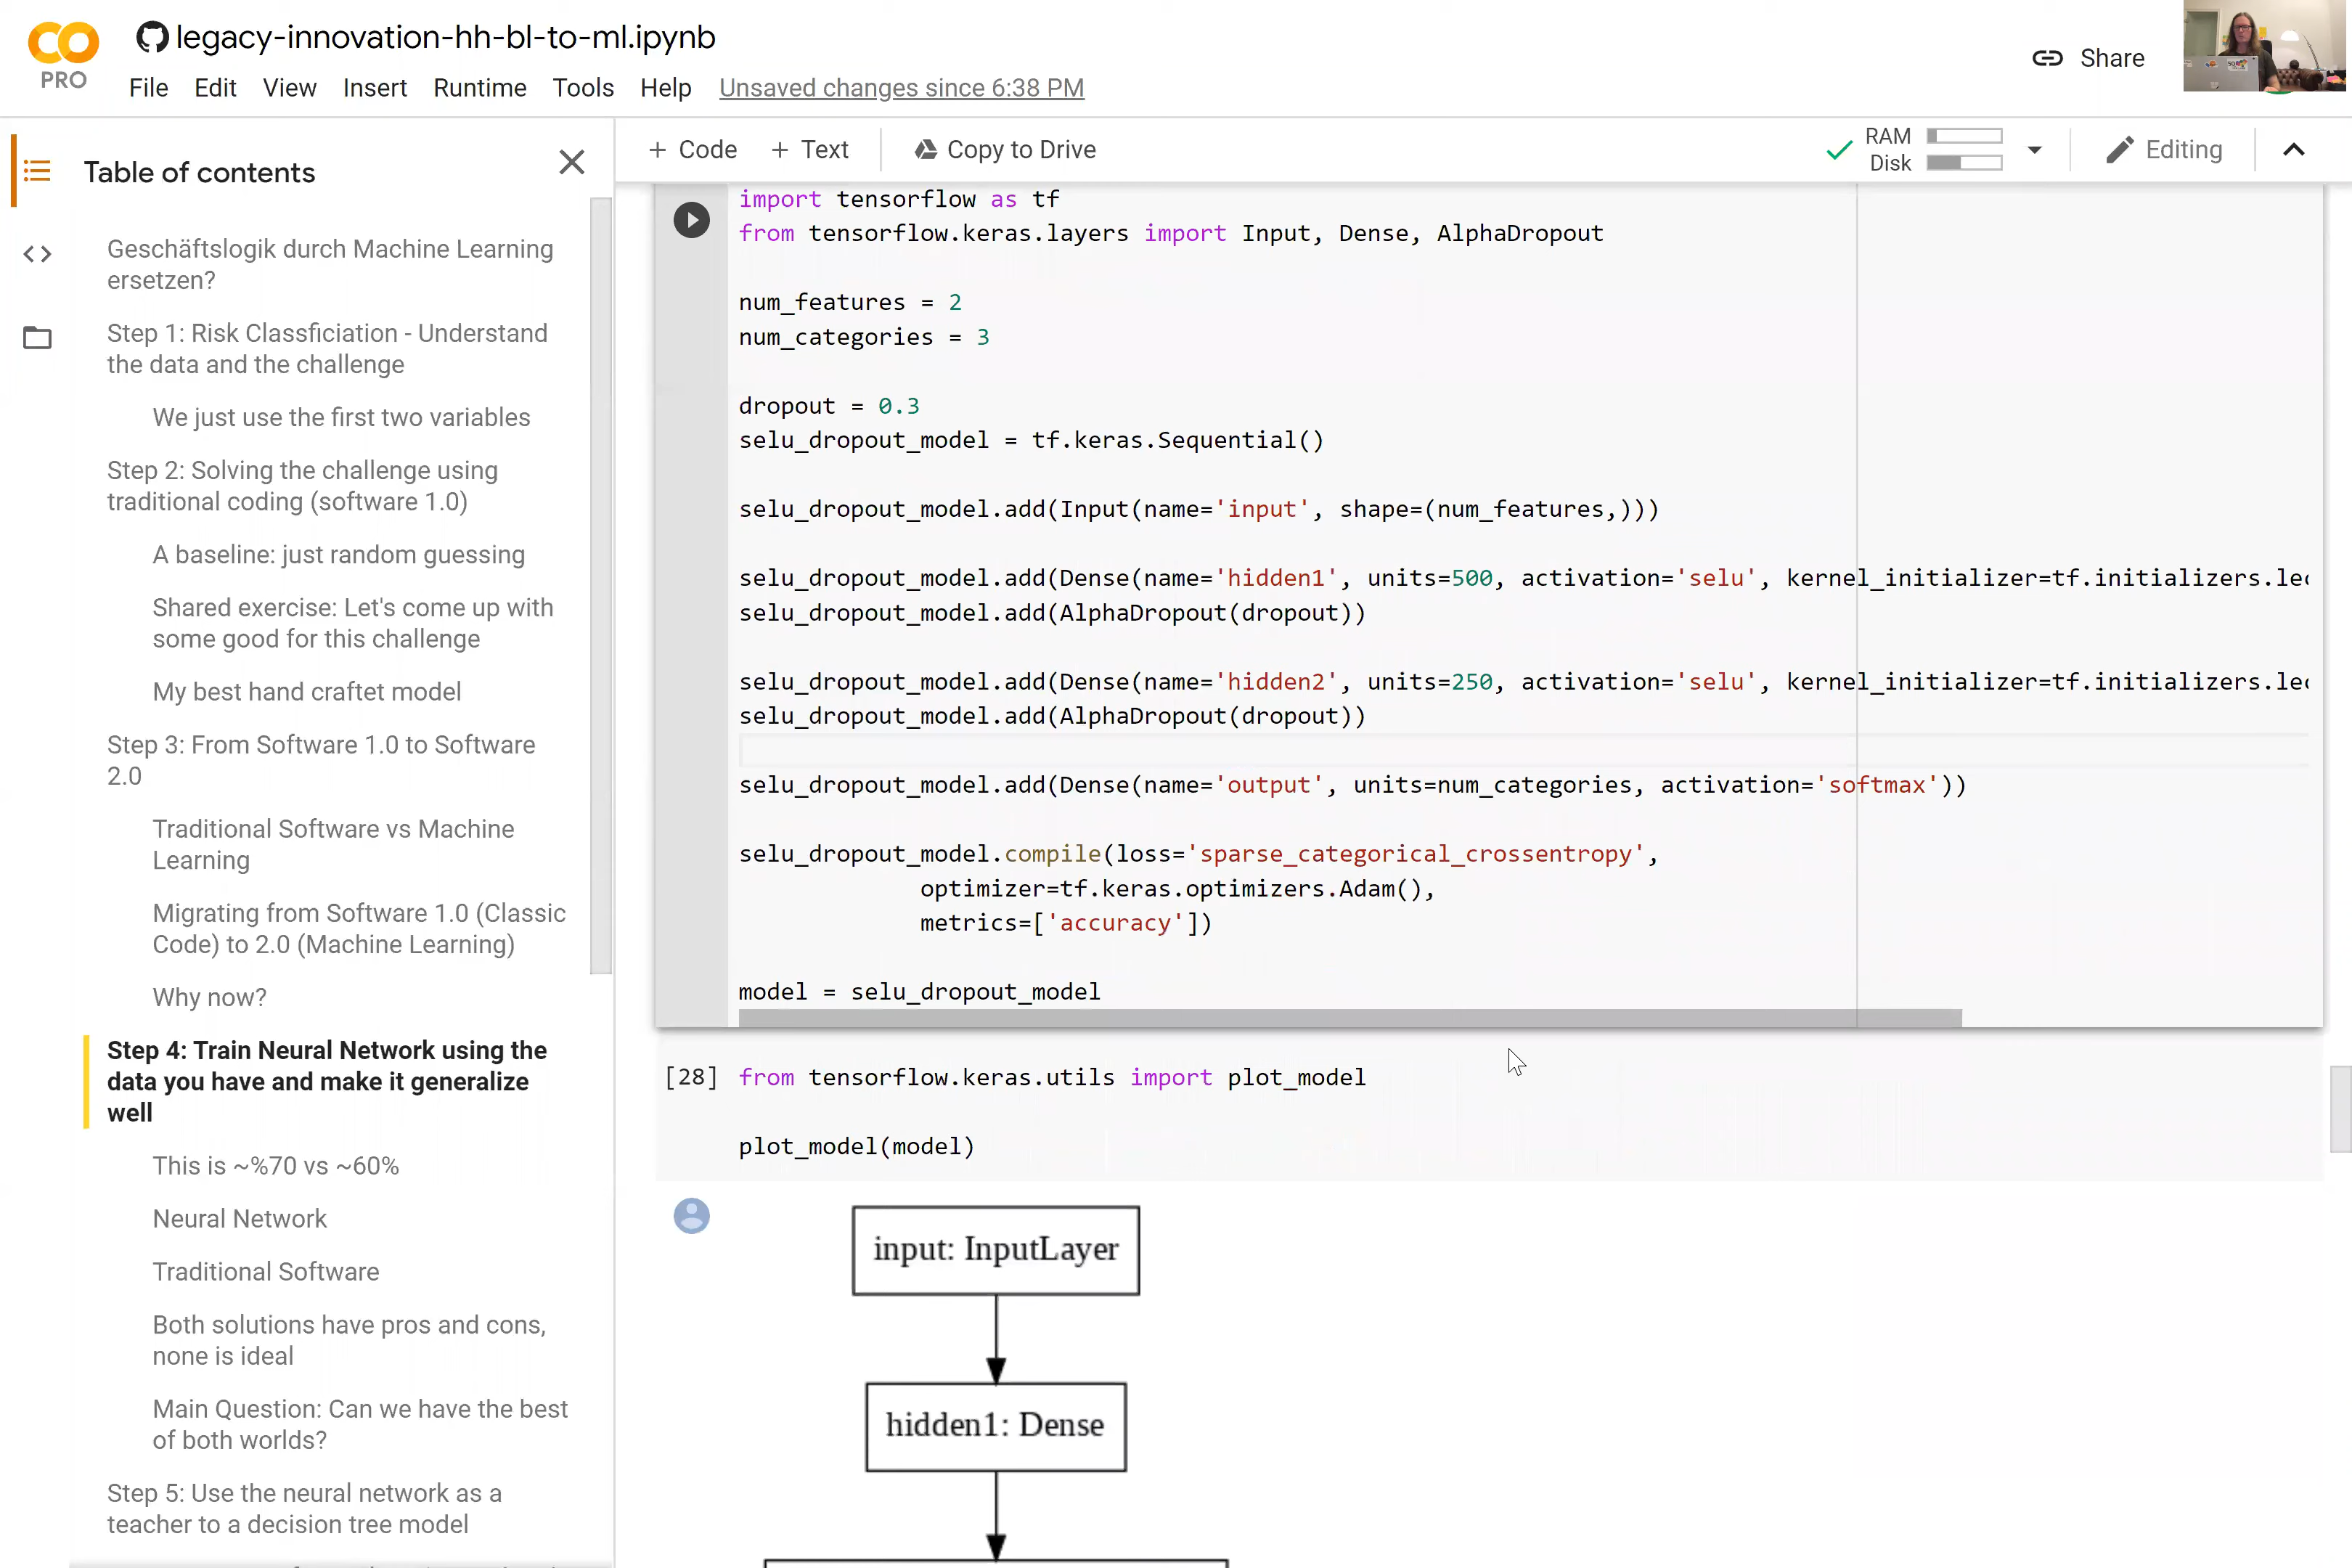 legacy-innovation-hh-bl-to-ml.ipynb
PRO
File Edit View Insert Runtime Tools Help Unsaved changes since 6:38 PM
Share
Table of contents
Geschäftslogik durch Machine Learning
ersetzen?
Step 1: Risk Classficiation - Understand
the data and the challenge
We just use the first two variables
Step 2: Solving the challenge using
traditional coding (software 1.0)
A baseline: just random guessing
Shared exercise: Let's come up with
some good for this challenge
My best hand craftet model
Step 3: From Software 1.0 to Software
2.0
Traditional Software vs Machine
Learning
Migrating from Software 1.0 (Classic
Code) to 2.0 (Machine Learning)
Why now?
Step 4: Train Neural Network using the
data you have and make it generalize
well
This is ~%70 vs ~60%
Neural Network
Traditional Software
Both solutions have pros and cons,
none is ideal
Main Question: Can we have the best
of both worlds?
Step 5: Use the neural network as a
teacher to a decision tree model
+ Code + Text Copy to Drive
RAM
Disk
Editing
import tensorflow as tf
from tensorflow.keras.layers import Input, Dense, AlphaDropout
num_features = 2
num_categories = 3
dropout = 0.3
selu_dropout_model = tf.keras.Sequential()
selu_dropout_model.add(Input(name='input', shape=(num_features,)))
selu_dropout_model.add(Dense(name='hidden1', units=500, activation='selu', kernel_initializer=tf.initializers.lec
selu_dropout_model.add(AlphaDropout(dropout))
selu_dropout_model.add(Dense(name='hidden2', units=250, activation='selu', kernel_initializer=tf.initializers.lec
selu_dropout_model.add(AlphaDropout(dropout))
selu_dropout_model.add(Dense(name='output', units=num_categories, activation='softmax'))
selu_dropout_model.compile(loss='sparse_categorical_crossentropy',
optimizer=tf.keras.optimizers.Adam(),
metrics=['accuracy'])
model = selu_dropout_model
[28] from tensorflow.keras.utils import plot_model
plot_model(model)
input: InputLayer
hidden1: Dense